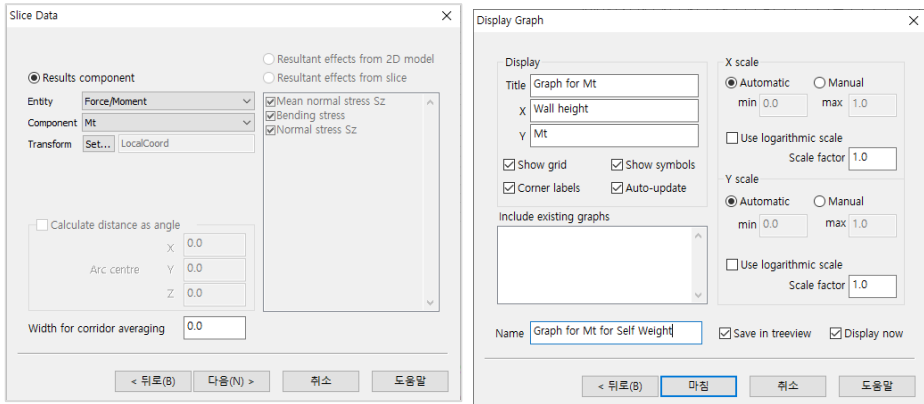 Slice Data
Resultant effects from 2D model
Results component
Resultant effects from slice
Entity Force/Moment
Component Mt
Transform Set... LocalCoord
Mean normal stress Sz
Bending stress
Normal stress Sz
Calculate distance as angle
X 0.0
Arc centre Y 0.0
Z 0.0
Width for corridor averaging 0.0
< 뒤로(B) 다음(N) > 취소 도움말
Display Graph
Display
Title Graph for Mt
X Wall height
Y Mt
Show grid Show symbols
Corner labels Auto-update
Include existing graphs
X scale
Automatic Manual
min 0.0 max 1.0
Use logarithmic scale
Scale factor 1.0
Y scale
Automatic Manual
min 0.0 max 1.0
Use logarithmic scale
Scale factor 1.0
Name Graph for Mt for Self Weight Save in treeview Display now
< 뒤로(B) 마침 취소 도움말